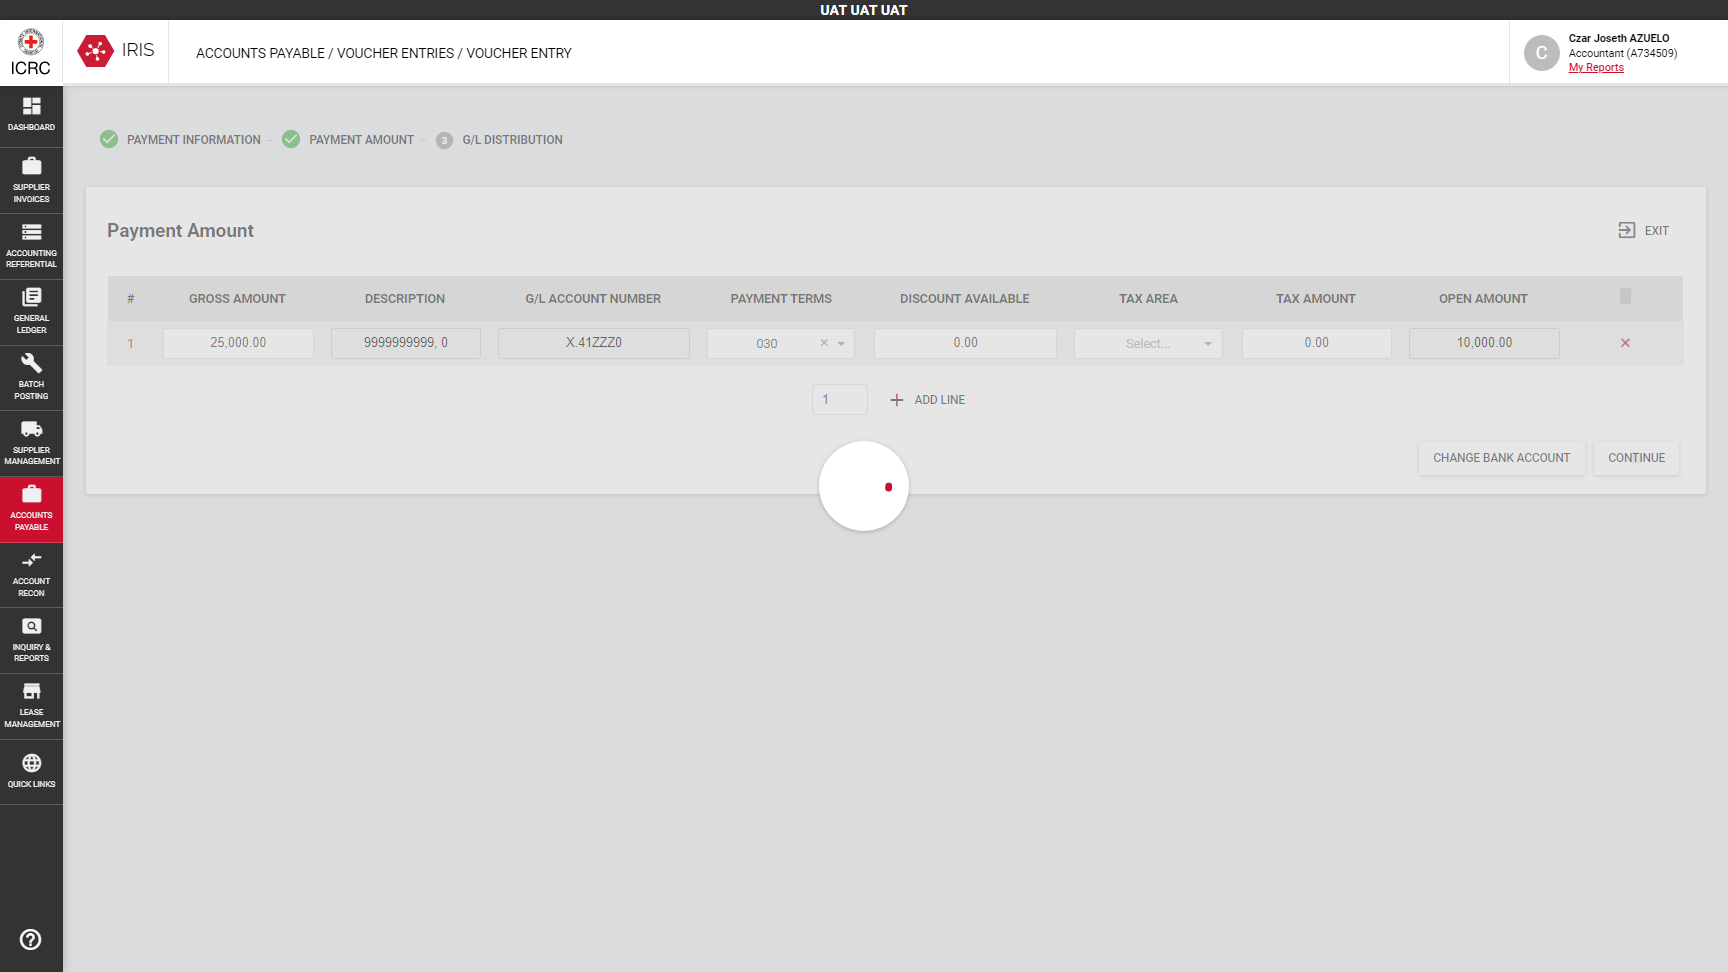 UAT UAT UAT
ICRC
IRIS
ACCOUNTS PAYABLE / VOUCHER ENTRIES / VOUCHER ENTRY
C
Czar Joseth AZUELO
Accountant (A734509)
My Reports
DASHBOARD
SUPPLIER
INVOICES
ACCOUNTING
REFERENTIAL
GENERAL
LEDGER
BATCH
POSTING
SUPPLIER
MANAGEMENT
ACCOUNTS
PAYABLE
ACCOUNT
RECON
INQUIRY &
REPORTS
LEASE
MANAGEMENT
QUICK LINKS
PAYMENT INFORMATION
PAYMENT AMOUNT
3 G/L DISTRIBUTION
Payment Amount
EXIT
# GROSS AMOUNT DESCRIPTION G/L ACCOUNT NUMBER PAYMENT TERMS DISCOUNT AVAILABLE TAX AREA TAX AMOUNT OPEN AMOUNT
1 25,000.00 9999999999, 0 X.41ZZZ0 030 0.00 Select... 0.00 10,000.00
1 ADD LINE
CHANGE BANK ACCOUNT CONTINUE